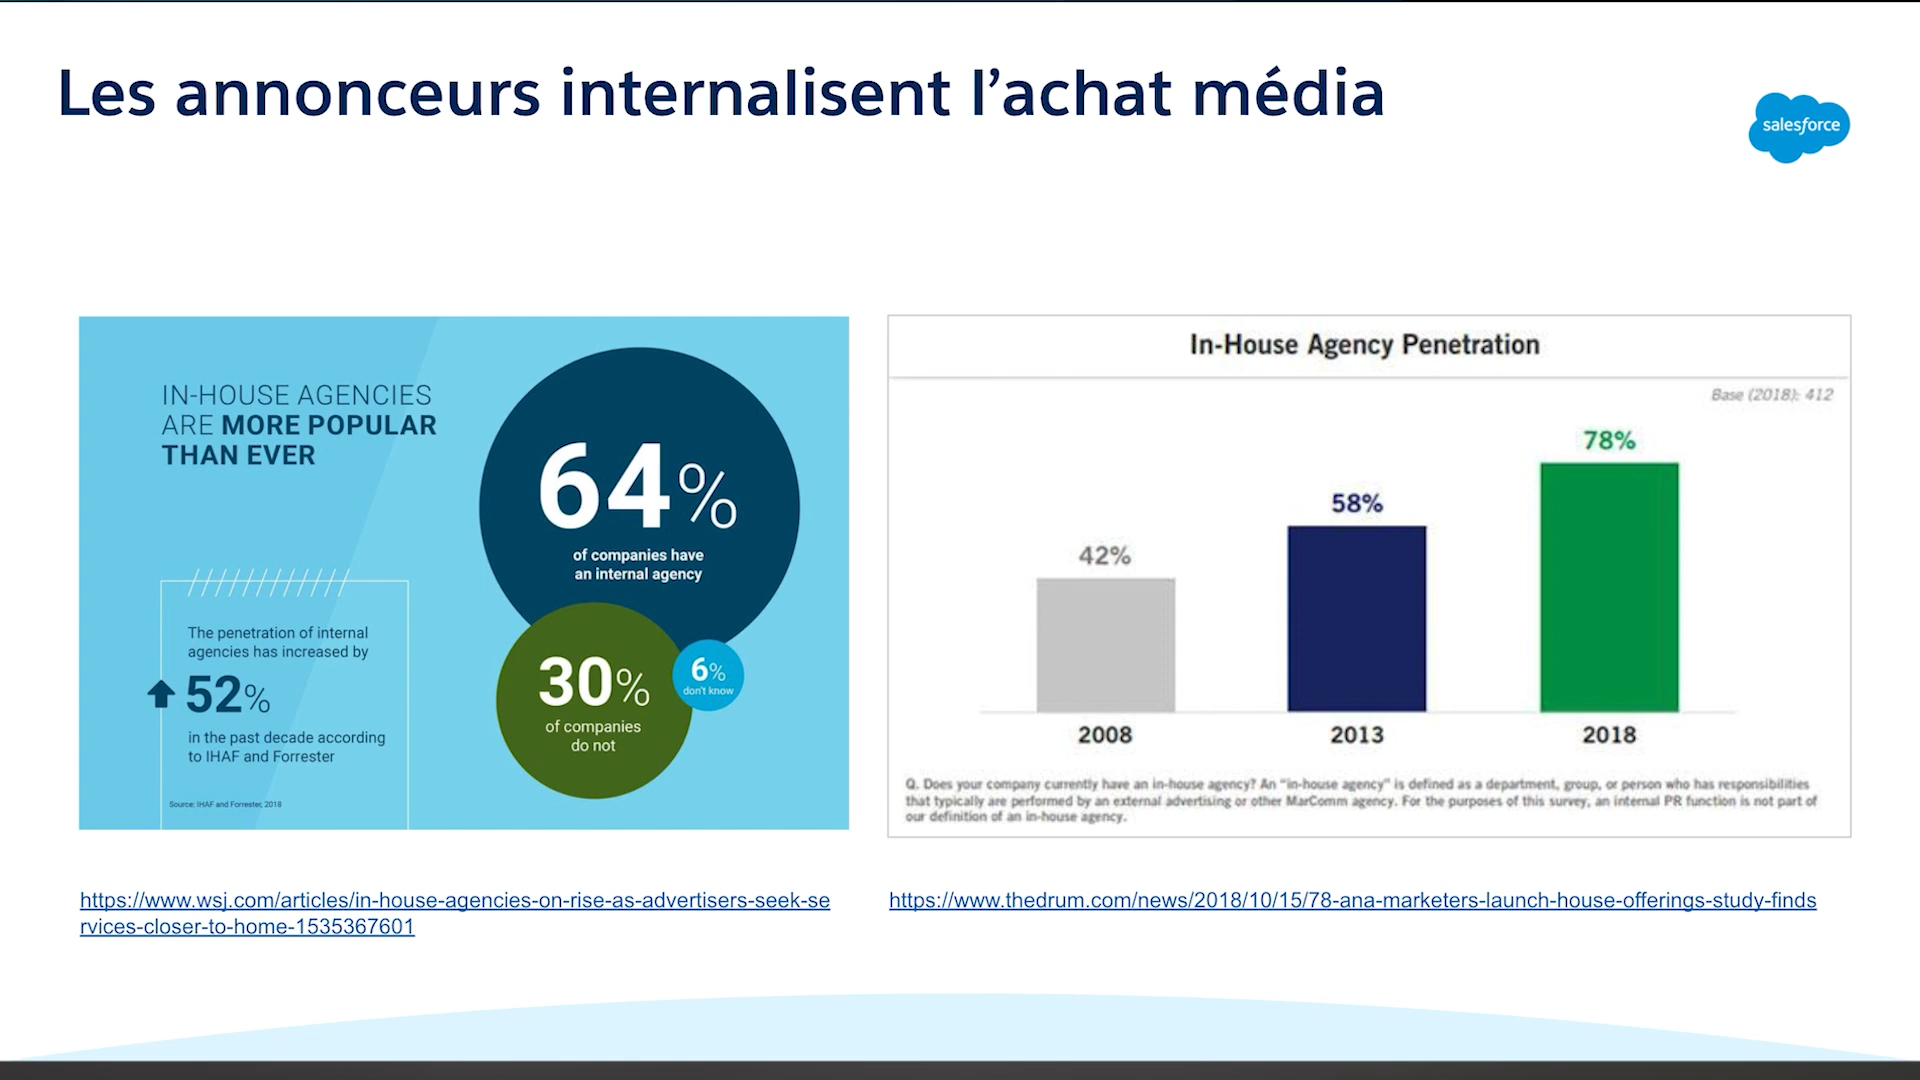 Les annonceurs internalisent l’achat média
salesforce
IN-HOUSE AGENCIES
ARE MORE POPULAR
THAN EVER
64%
of companies have
an internal agency
The penetration of internal
agencies has increased by
52%
in the past decade according
to IHAF and Forrester
Source: IHAF and Forrester, 2018
30%
of companies
do not
6%
don't know
In-House Agency Penetration
Base (2018): 412
42%
58%
78%
2008
2013
2018
Q. Does your company currently have an in-house agency? An "in-house agency" is defined as a department, group, or person who has responsibilities
that typically are performed by an external advertising or other MarComm agency. For the purposes of this survey, an internal PR function is not part of
our definition of an in-house agency.
https://www.wsj.com/articles/in-house-agencies-on-rise-as-advertisers-seek-se
rvices-closer-to-home-1535367601
https://www.thedrum.com/news/2018/10/15/78-ana-marketers-launch-house-offerings-study-finds